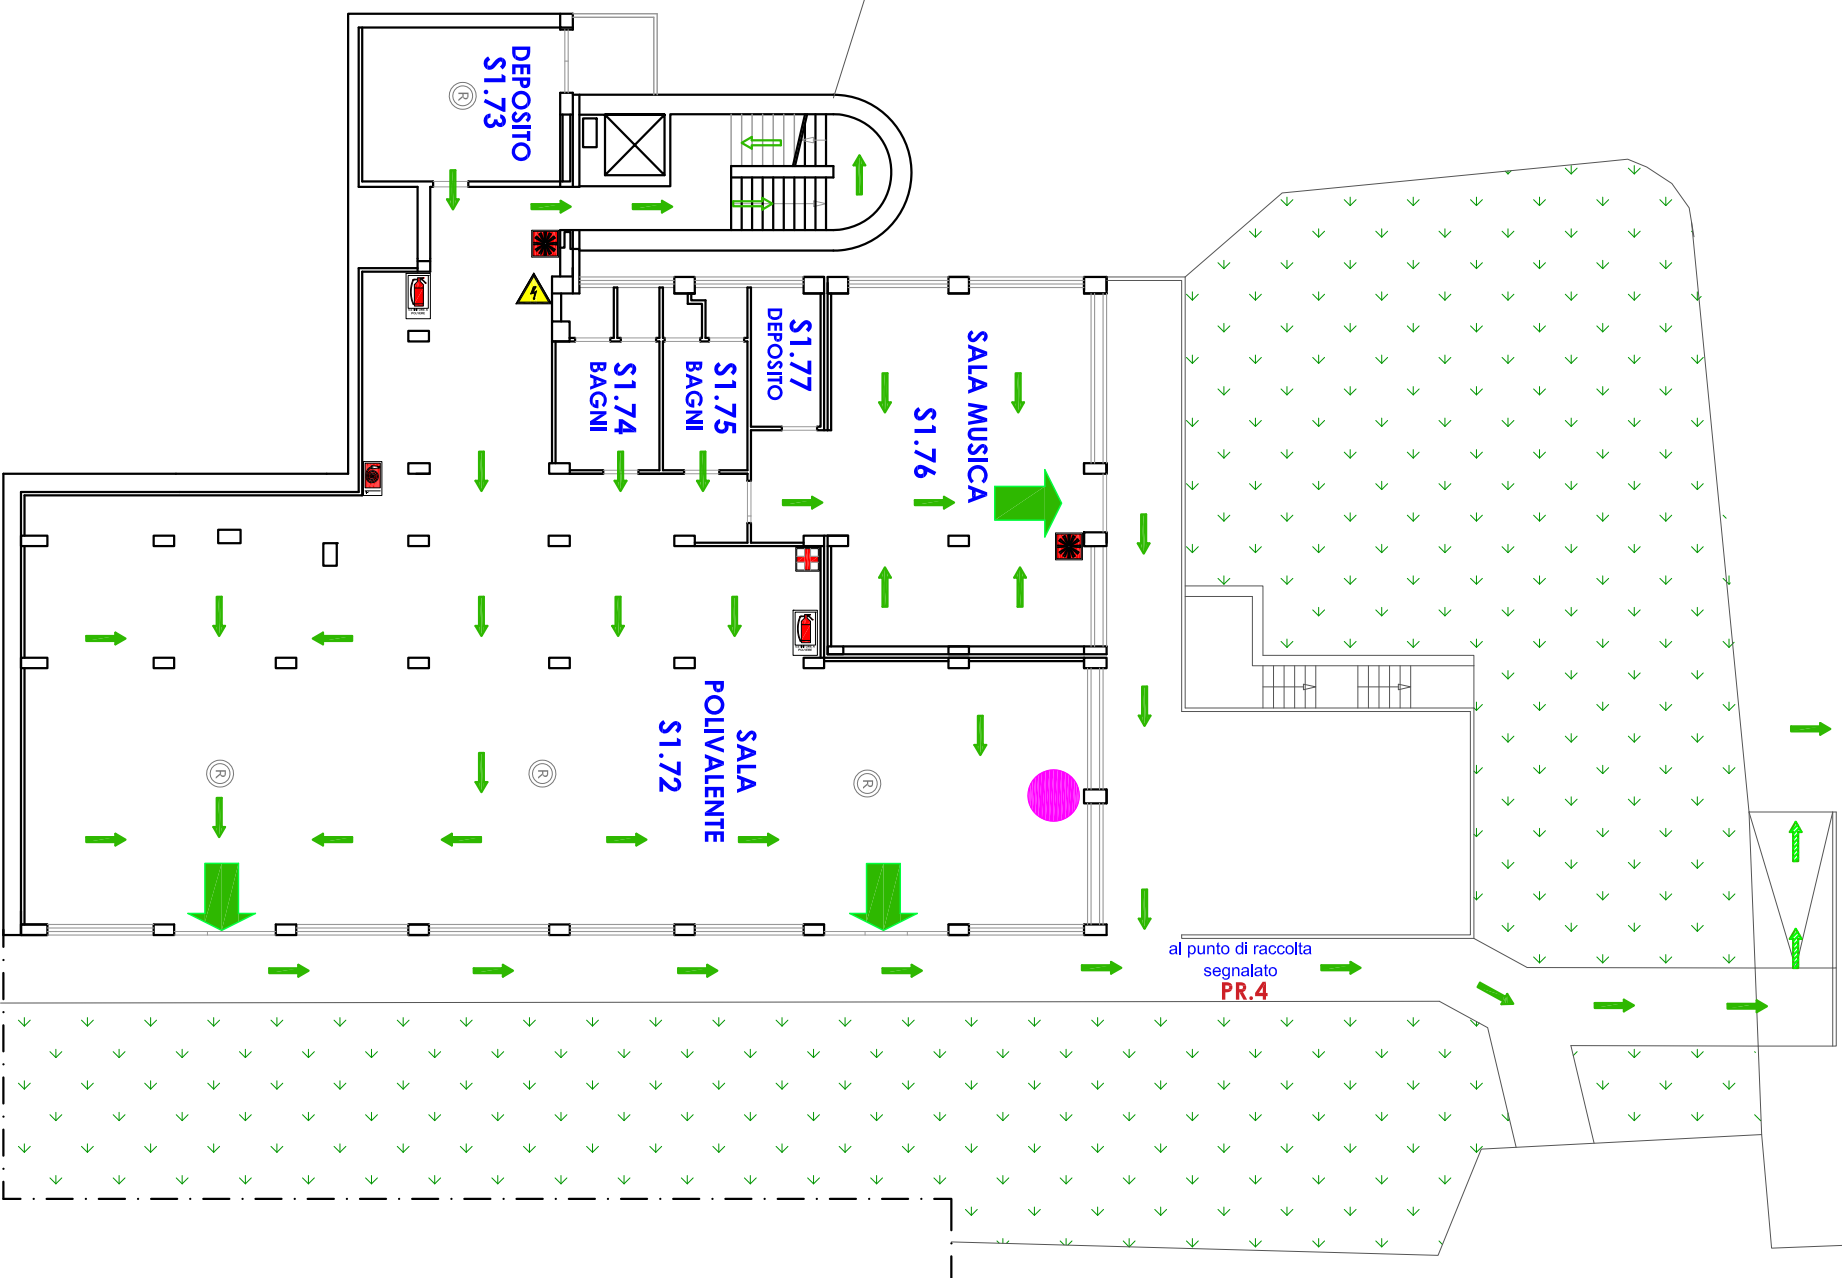 DEPOSITO
S1.73
R
S1.77
DEPOSITO
S1.74
BAGNI
S1.75
BAGNI
SALA MUSICA
S1.76
SALA
POLIVALENTE
S1.72
R
R
R
al punto di raccolta
segnalato
PR.4